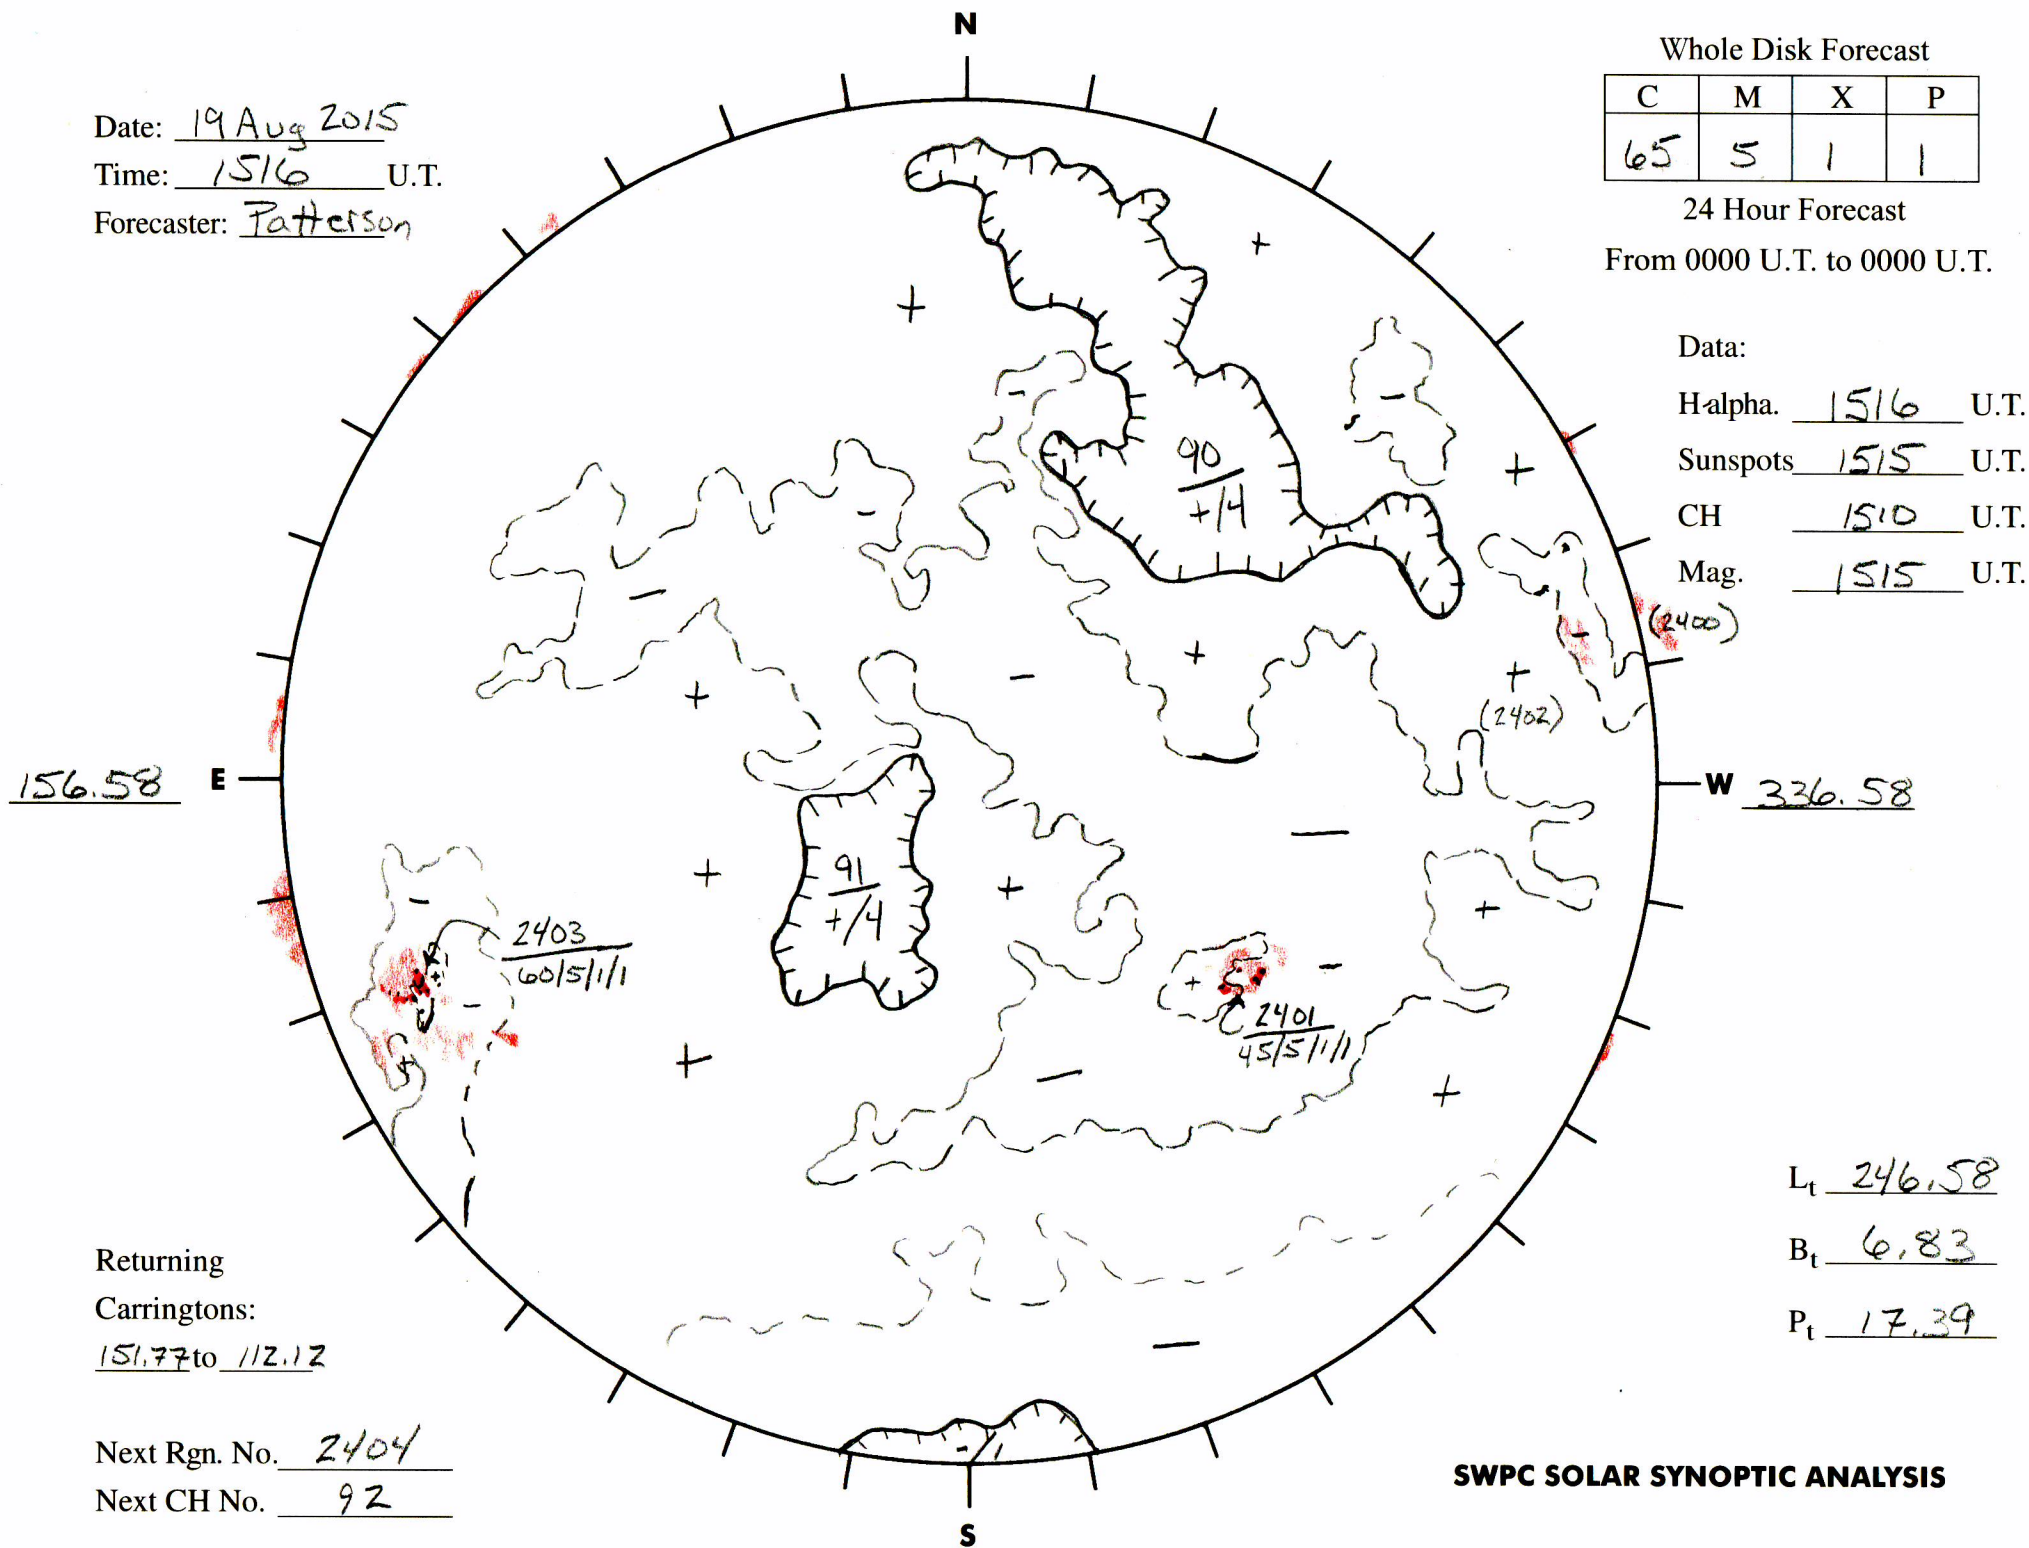 N
Date: 19 Aug 2015
Time: 1516 U.T.
Forecaster: Patterson
Whole Disk Forecast
C M X P
65 5 1 1
24 Hour Forecast
From 0000 U.T. to 0000 U.T.
Data:
H-alpha. 1516 U.T.
Sunspots 1515 U.T.
CH 1510 U.T.
Mag. 1515 U.T.
+
+
-
-
90
+/4
+
-
-
-
(2400)
+
-
+
-
+
(2402)
156.58 E
W 336.58
-
+
91
+/4
+
+
-
2403
60/5/1/1
+
-
+
-
2401
45/5/1/1
+
+
-
+
Lt 246.58
Bt 6.83
Pt 17.39
Returning
Carringtons:
151.77 to 112.12
-
-/1
Next Rgn. No. 2404
Next CH No. 92
SWPC SOLAR SYNOPTIC ANALYSIS
S